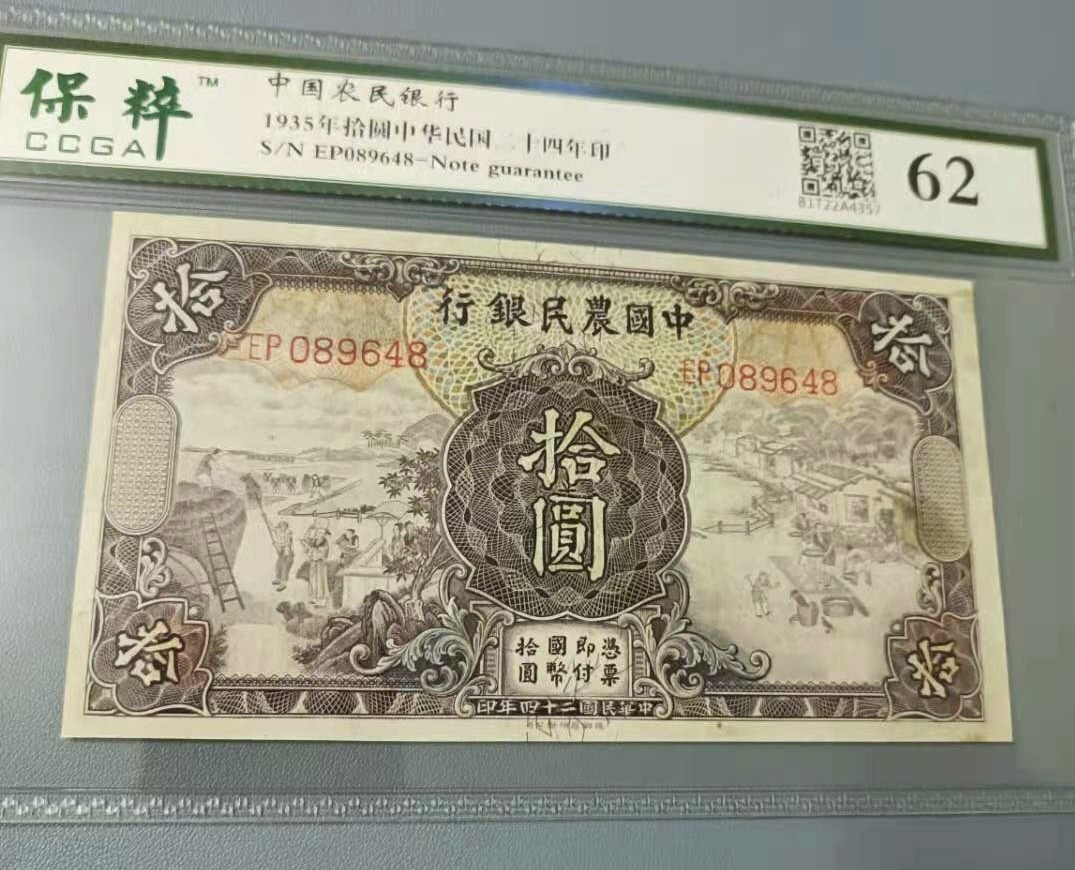 保粹™
CCGA
中国农民银行
1935年拾圆中华民国二十四年印
S/N EP089648-Note guarantee
B1T22A4357
62
拾
拾
行銀民農國中
EP089648
EP089648
拾圓
憑票
即付
國幣
拾圓
拾
拾
印年四十二國民華中